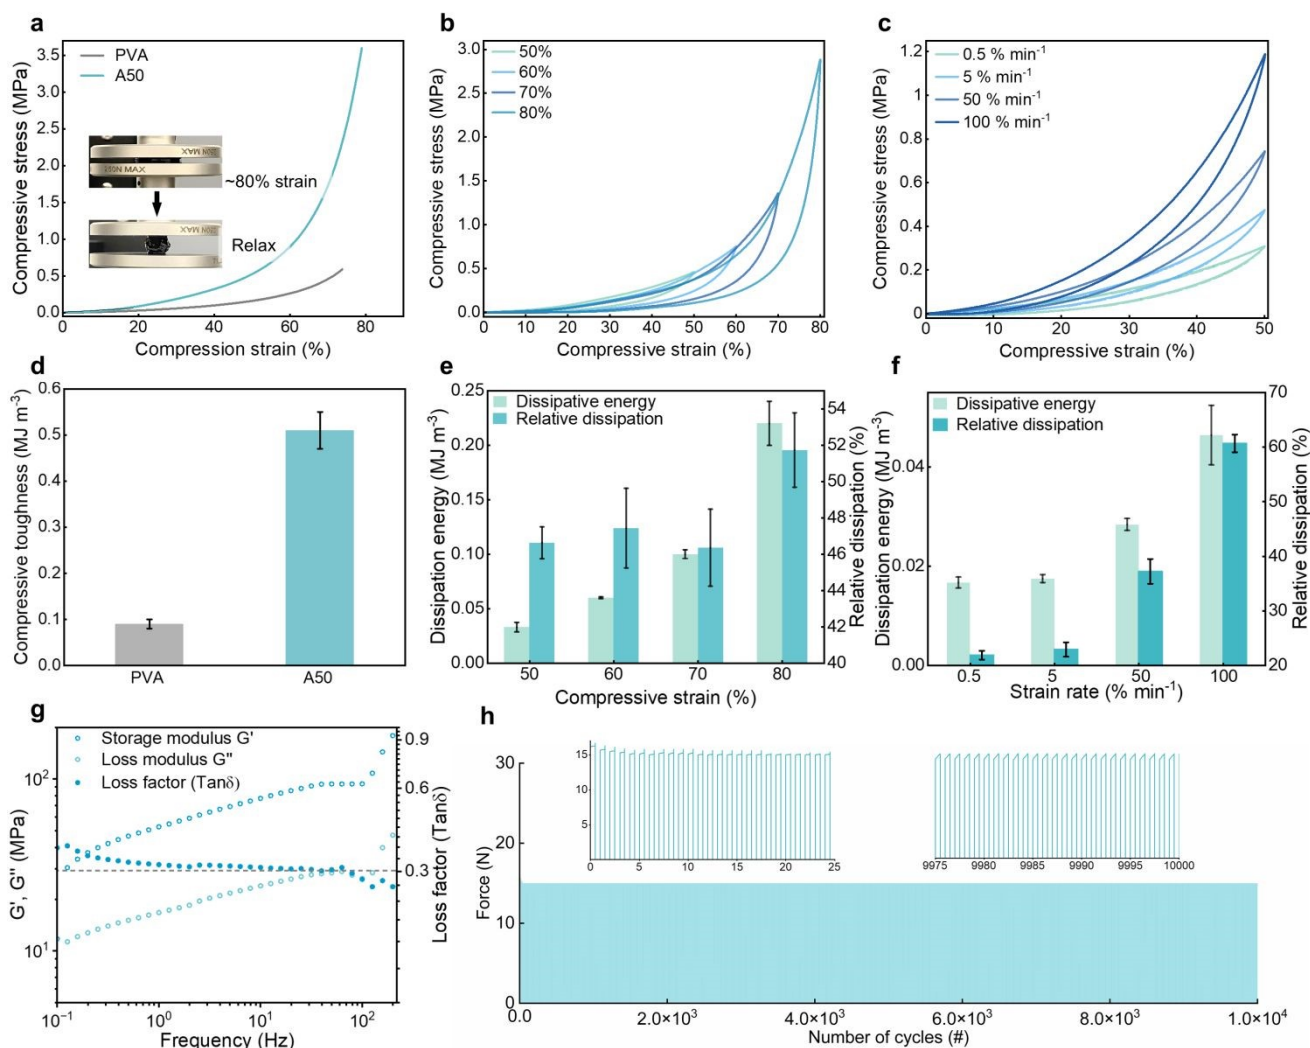 a
PVA
A50
3.5
3.0
2.5
2.0
1.5
1.0
0.5
0.0
Compressive stress (MPa)
250N MAX
~80% strain
Relax
0 20 40 60 80
Compression strain (%)
b
50%
60%
70%
80%
3.0
2.5
2.0
1.5
1.0
0.5
0.0
Compressive stress (MPa)
0 10 20 30 40 50 60 70 80
Compressive strain (%)
c
0.5 % min⁻¹
5 % min⁻¹
50 % min⁻¹
100 % min⁻¹
1.2
1.0
0.8
0.6
0.4
0.2
0
Compressive stress (MPa)
0 10 20 30 40 50
Compressive strain (%)
d
0.6
0.5
0.4
0.3
0.2
0.1
0.0
Compressive toughness (MJ m⁻³)
PVA A50
e
Dissipative energy
Relative dissipation
0.25
0.20
0.15
0.10
0.05
0.00
Dissipation energy (MJ m⁻³)
54
52
50
48
46
44
42
40
Relative dissipation (%)
50 60 70 80
Compressive strain (%)
f
Dissipative energy
Relative dissipation
0.04
0.02
0.00
Dissipation energy (MJ m⁻³)
70
60
50
40
30
20
Relative dissipation (%)
0.5 5 50 100
Strain rate (% min⁻¹)
g
Storage modulus G'
Loss modulus G"
Loss factor (Tanδ)
10²
10¹
G', G" (MPa)
0.9
0.6
0.3
Loss factor (Tanδ)
10⁻¹ 10⁰ 10¹ 10²
Frequency (Hz)
h
30
20
10
0
Force (N)
15
10
5
0 5 10 15 20 25
9975 9980 9985 9990 9995 10000
0.0 2.0×10³ 4.0×10³ 6.0×10³ 8.0×10³ 1.0×10⁴
Number of cycles (#)